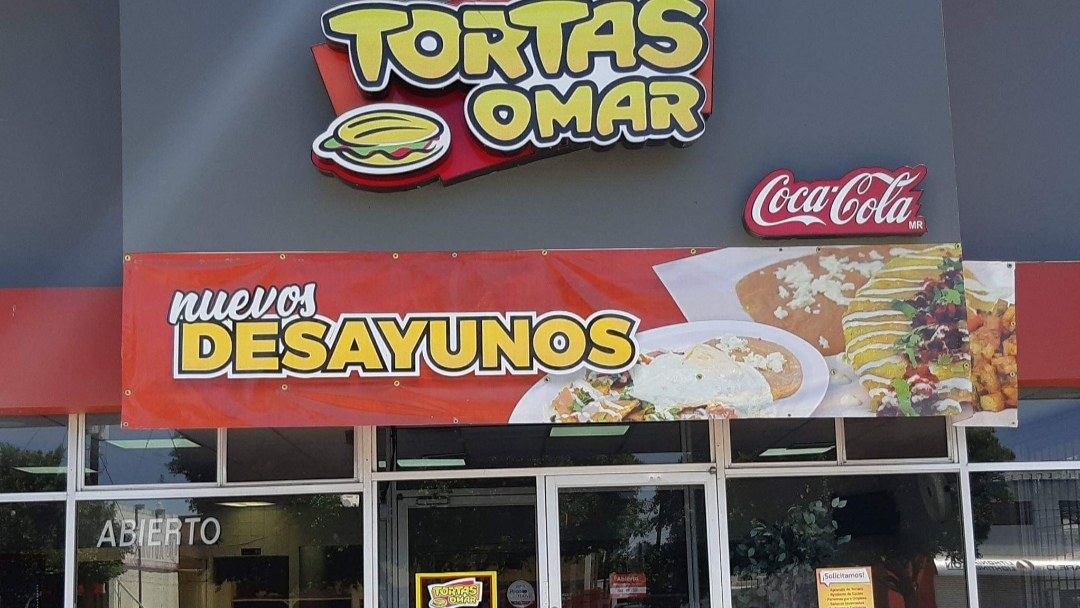 TORTAS
OMAR
Coca-Cola
MR
nuevos
DESAYUNOS
ABIERTO
TORTAS
OMAR
Abierto
¡Solicitamos!